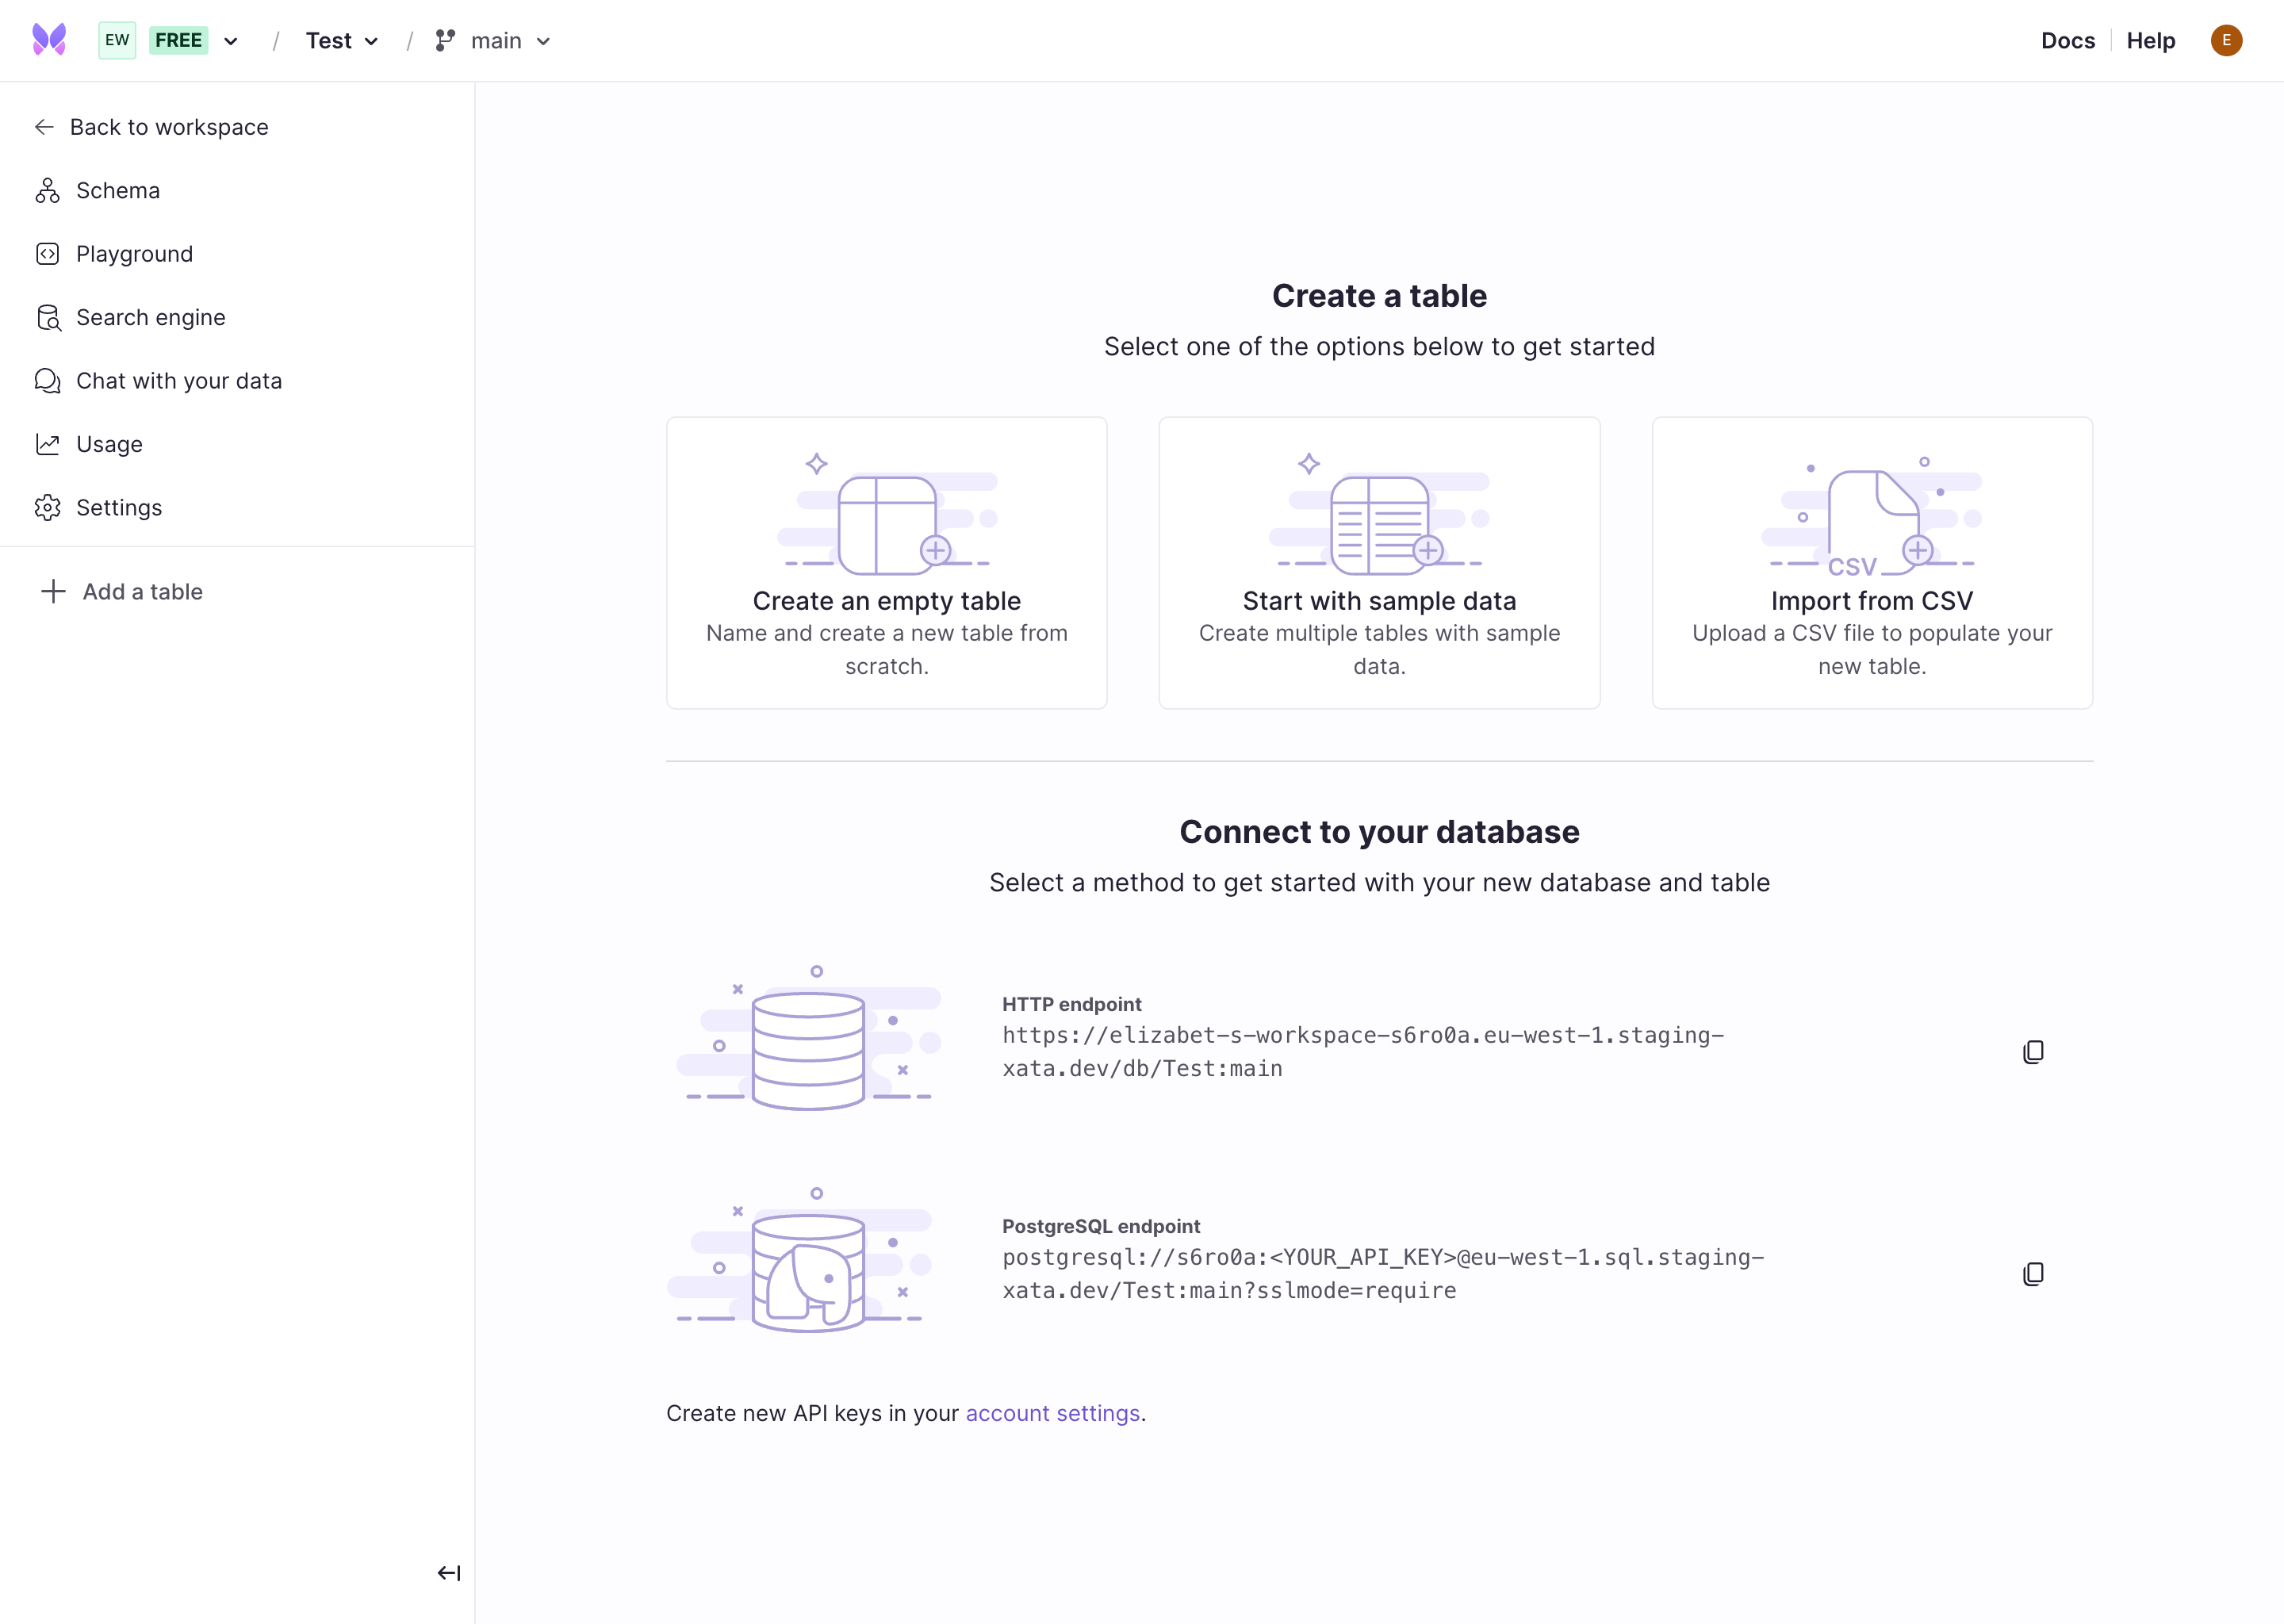 EW FREE / Test / main
Docs Help E
Back to workspace
Schema
Playground
Search engine
Chat with your data
Usage
Settings
Add a table
Create a table
Select one of the options below to get started
Create an empty table
Name and create a new table from
scratch.
Start with sample data
Create multiple tables with sample
data.
CSV
Import from CSV
Upload a CSV file to populate your
new table.
Connect to your database
Select a method to get started with your new database and table
HTTP endpoint
https://elizabet-s-workspace-s6ro0a.eu-west-1.staging-
xata.dev/db/Test:main
PostgreSQL endpoint
postgresql://s6ro0a:<YOUR_API_KEY>@eu-west-1.sql.staging-
xata.dev/Test:main?sslmode=require
Create new API keys in your account settings.